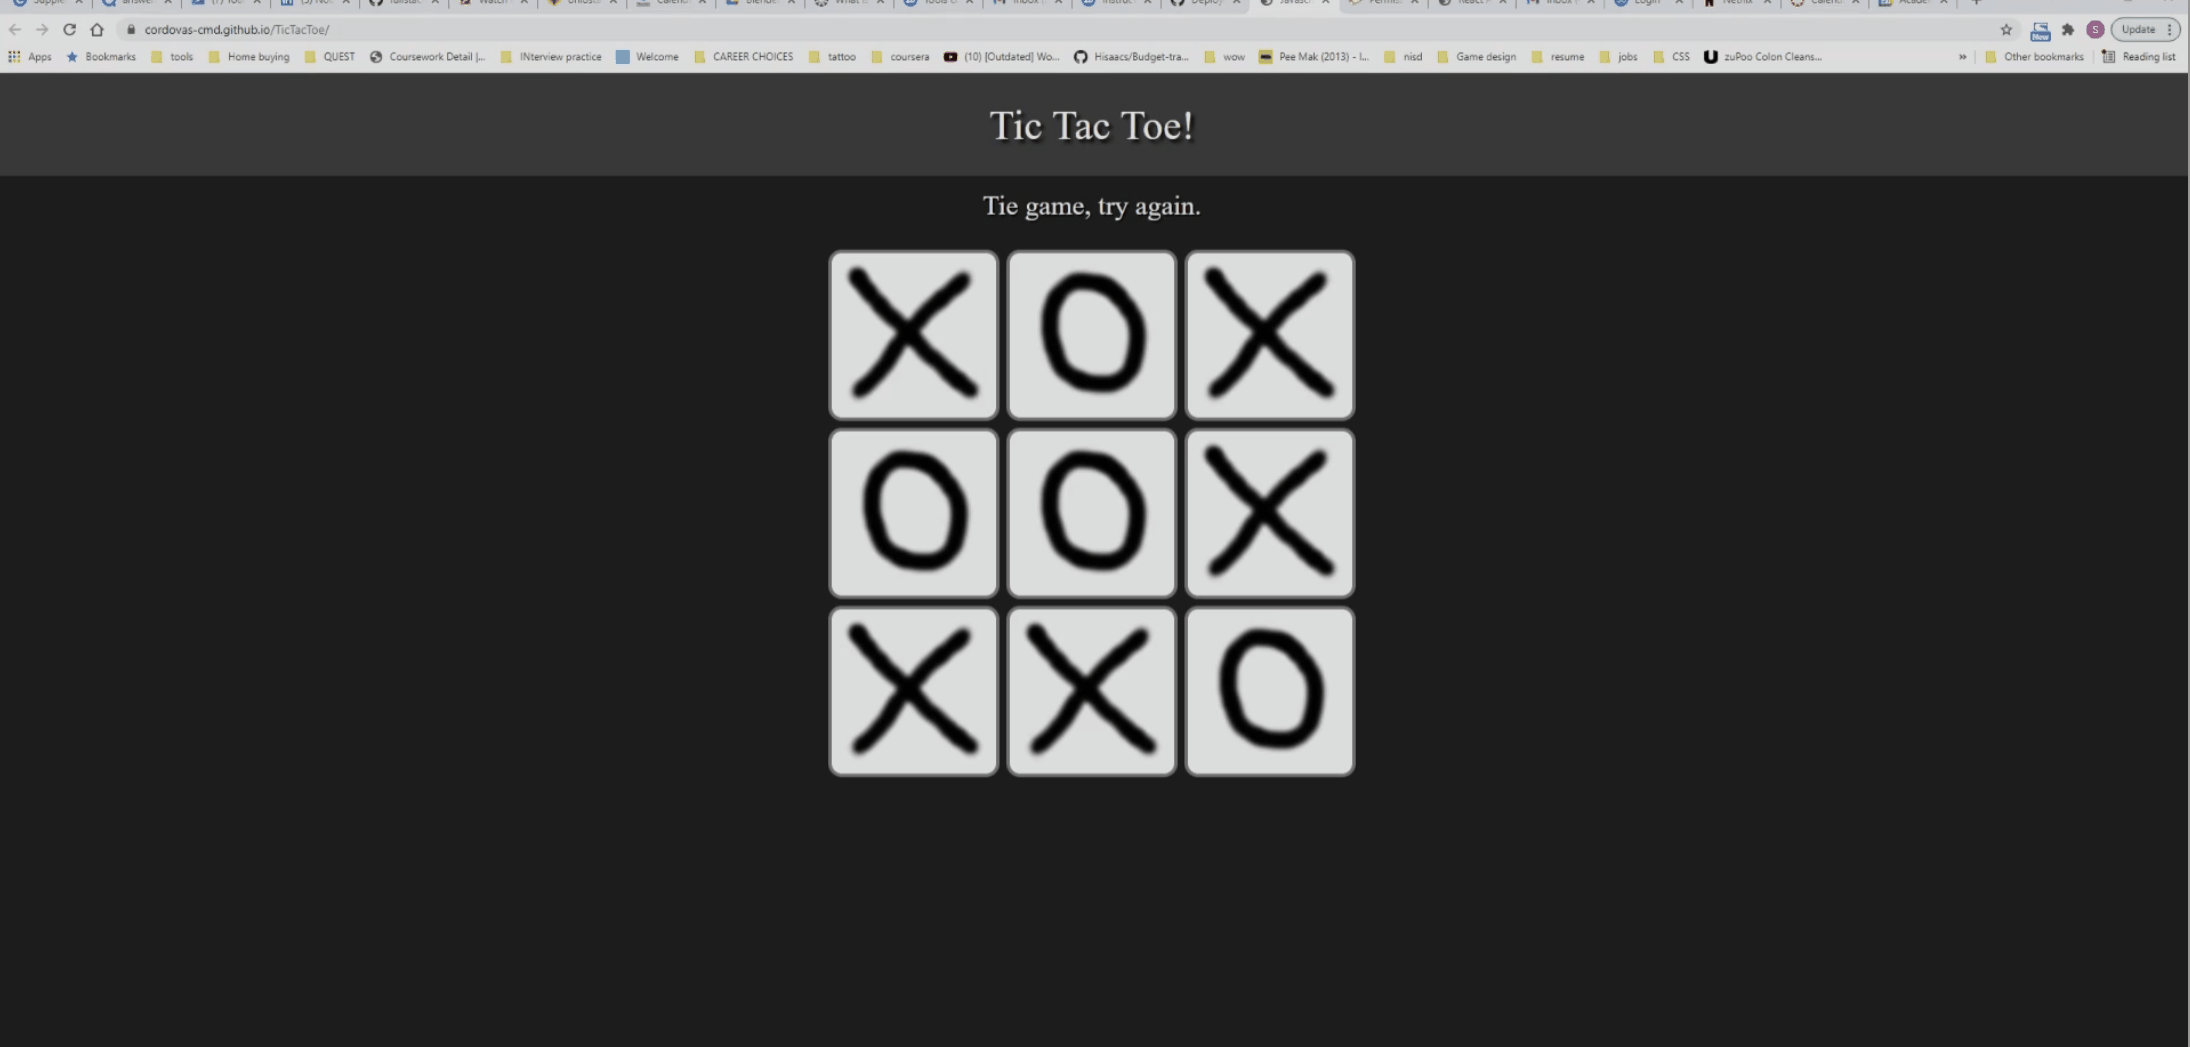 cordovas-cmd.github.io/TicTacToe/ Update
Apps Bookmarks tools Home buying QUEST Coursework Detail |... INterview practice Welcome CAREER CHOICES tattoo coursera (10) [Outdated] Wo... Hisaacs/Budget-tra... wow Pee Mak (2013) - I... nisd Game design resume jobs CSS zuPoo Colon Cleans... » Other bookmarks Reading list
Tic Tac Toe!
Tie game, try again.
X O X
O O X
X X O